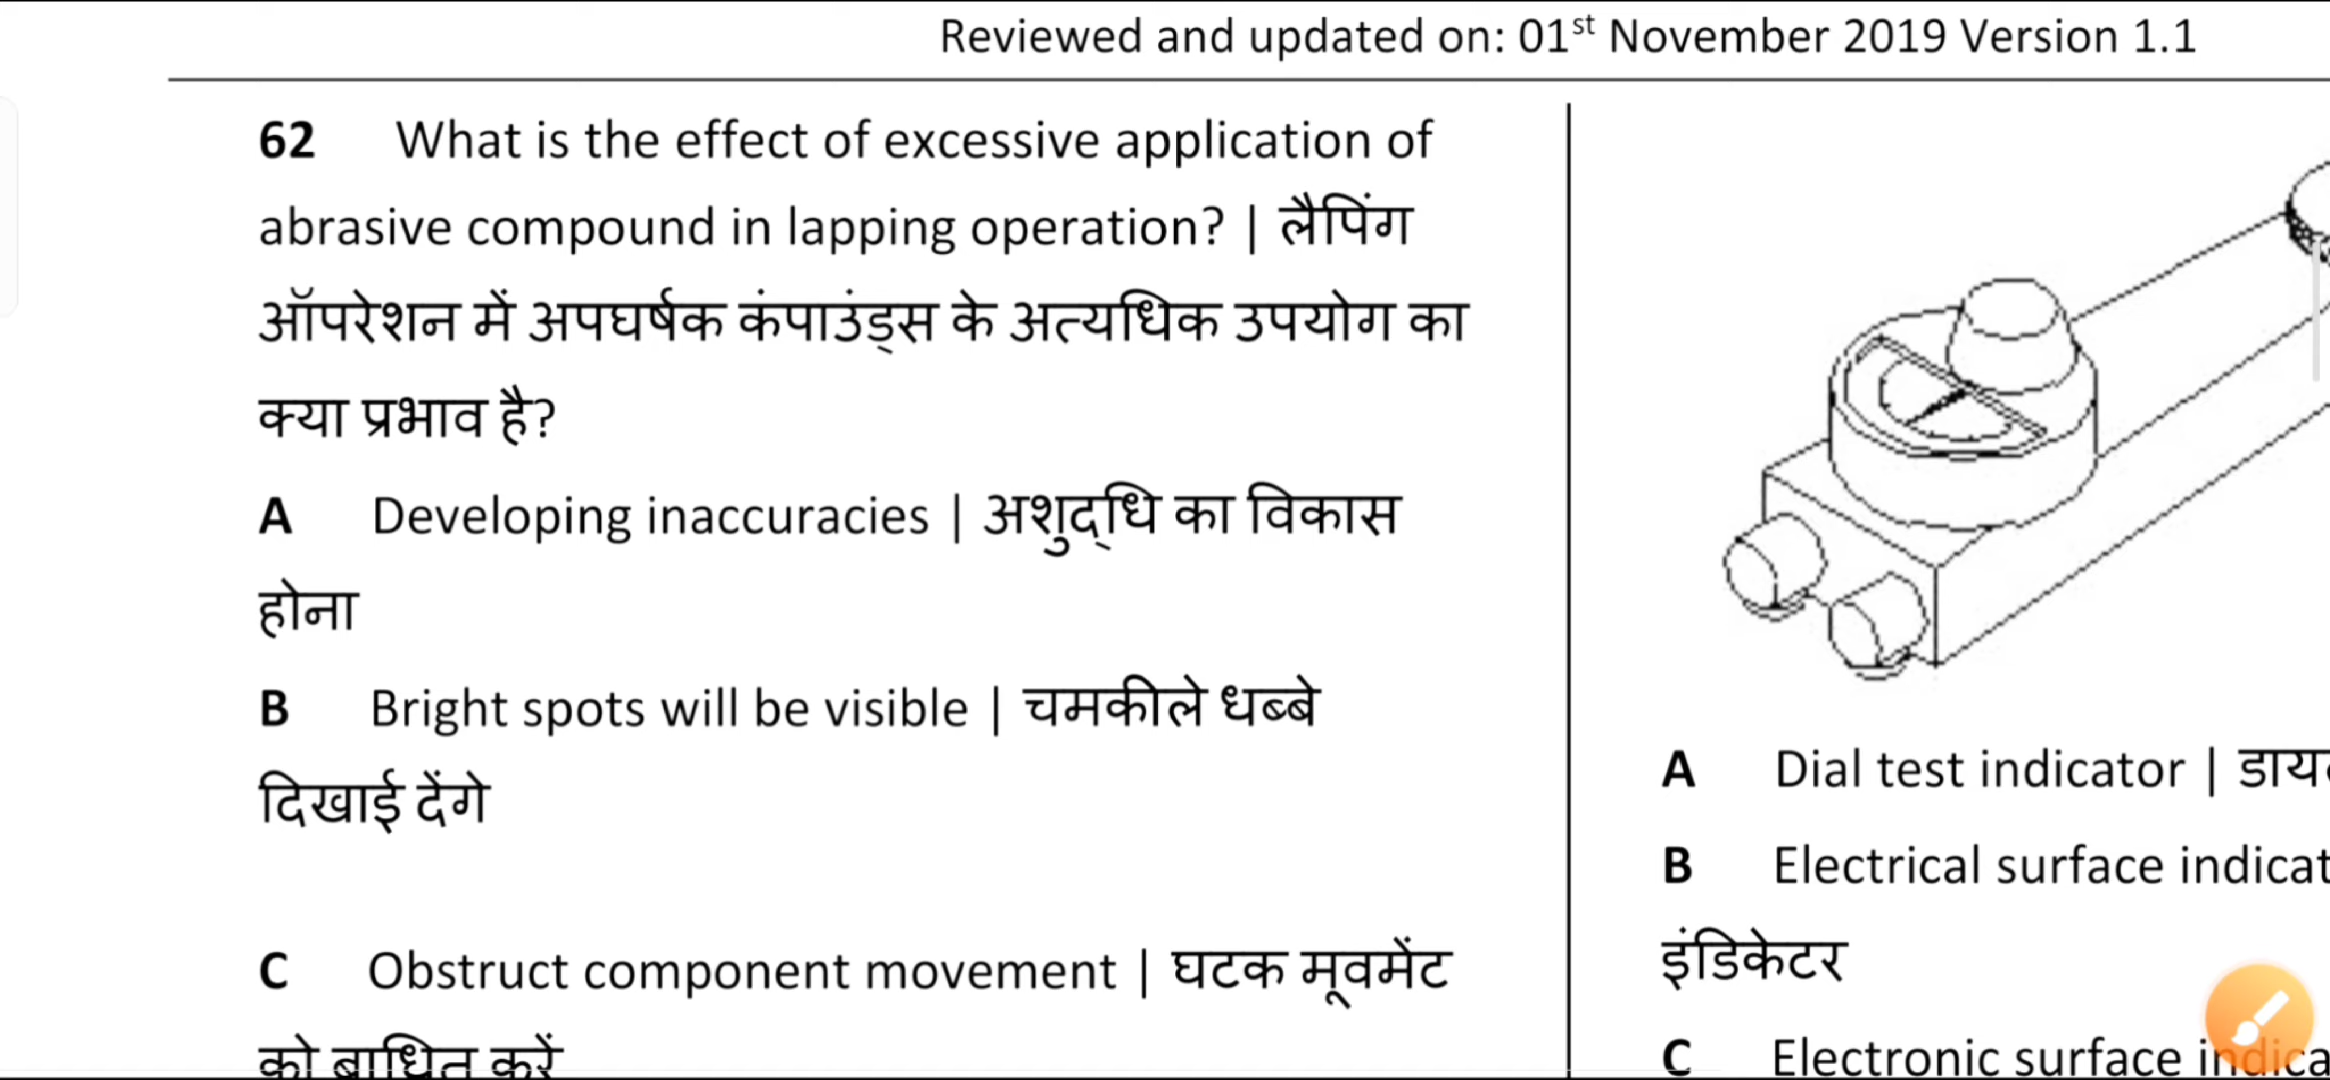 Reviewed and updated on: 01st November 2019 Version 1.1
62 What is the effect of excessive application of
abrasive compound in lapping operation? | लैपिंग
ऑपरेशन में अपघर्षक कंपाउंड्स के अत्यधिक उपयोग का
क्या प्रभाव है?
A Developing inaccuracies | अशुद्धि का विकास
होना
B Bright spots will be visible | चमकीले धब्बे
दिखाई देंगे
C Obstruct component movement | घटक मूवमेंट
को बाधित करें
A Dial test indicator |
B Electrical surface
इंडिकेटर
C Electronic surface